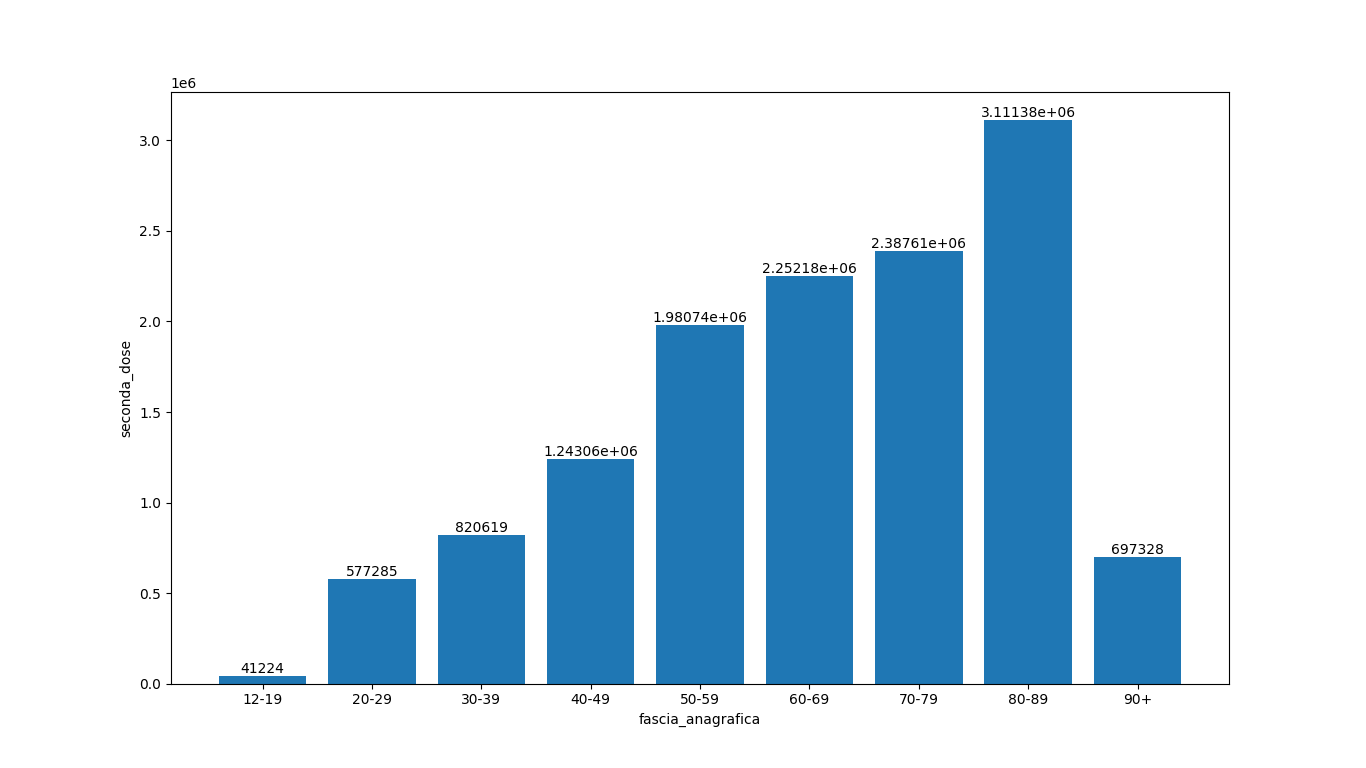 1e6
3.11138e+06
3.0
2.5
2.38761e+06
2.25218e+06
2.0
1.98074e+06
seconda_dose
1.5
1.24306e+06
1.0
820619
697328
0.5
577285
41224
0.0
12-19 20-29 30-39 40-49 50-59 60-69 70-79 80-89 90+
fascia_anagrafica